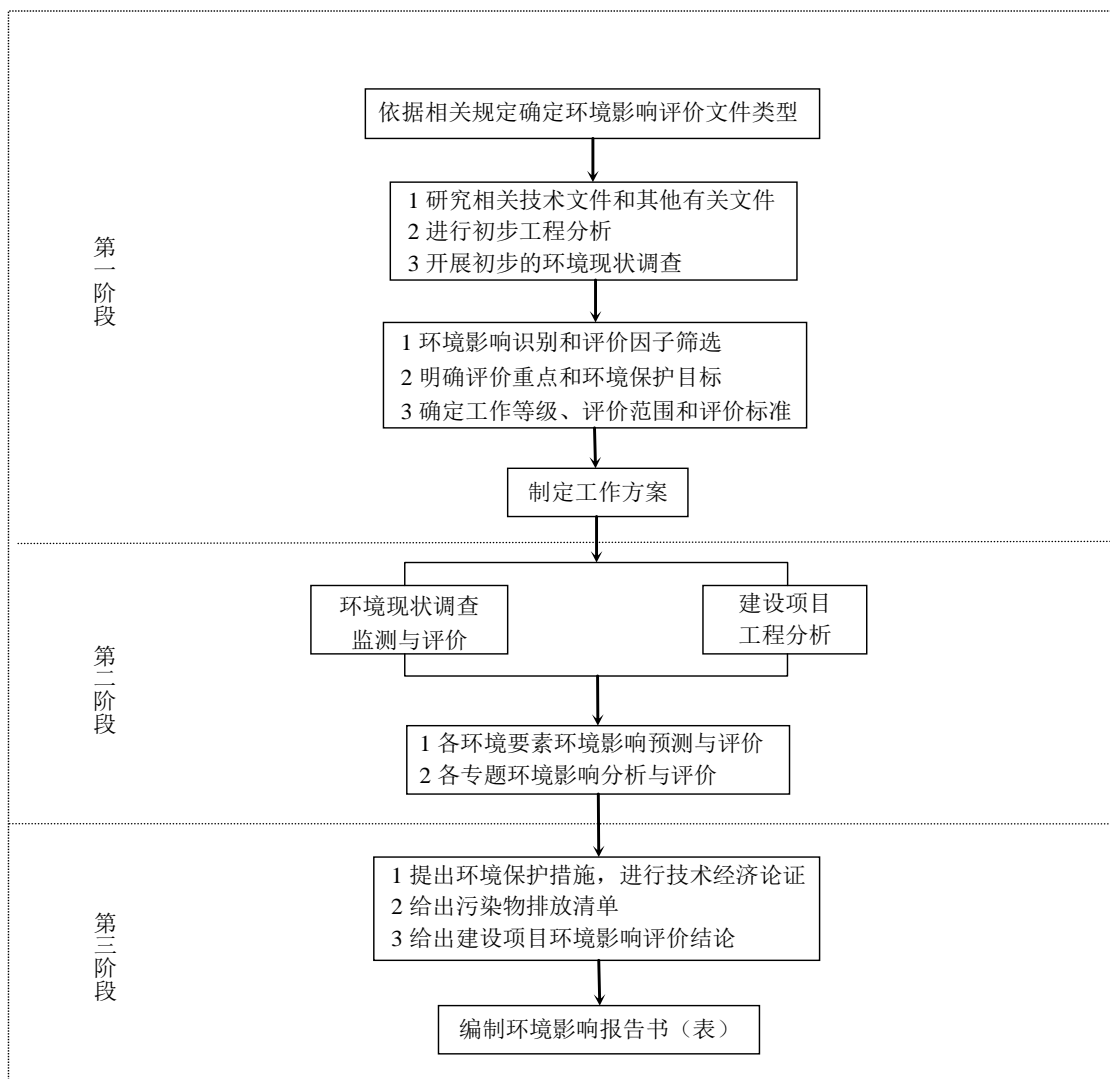 依据相关规定确定环境影响评价文件类型
第一阶段
1 研究相关技术文件和其他有关文件
2 进行初步工程分析
3 开展初步的环境现状调查
1 环境影响识别和评价因子筛选
2 明确评价重点和环境保护目标
3 确定工作等级、评价范围和评价标准
制定工作方案
第二阶段
环境现状调查
监测与评价
建设项目
工程分析
1 各环境要素环境影响预测与评价
2 各专题环境影响分析与评价
第三阶段
1 提出环境保护措施，进行技术经济论证
2 给出污染物排放清单
3 给出建设项目环境影响评价结论
编制环境影响报告书（表）